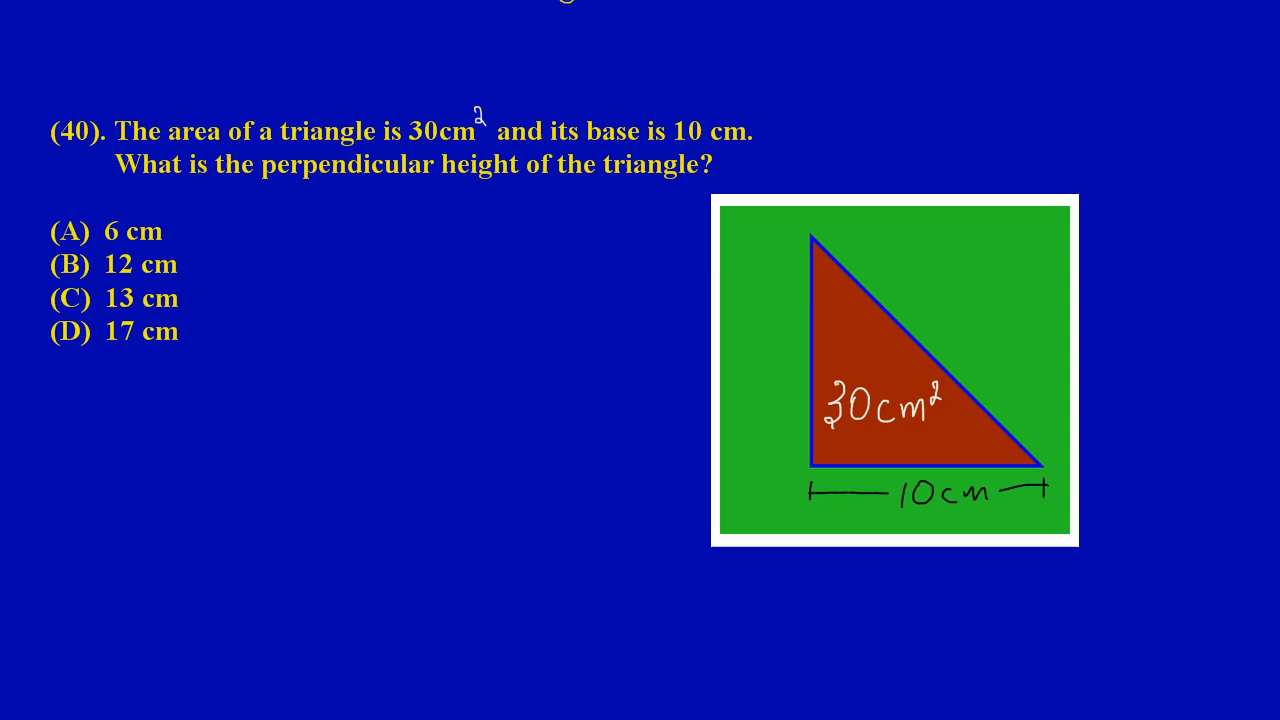 (40). The area of a triangle is 30cm² and its base is 10 cm.
What is the perpendicular height of the triangle?
(A) 6 cm
(B) 12 cm
(C) 13 cm
(D) 17 cm
30cm²
10cm